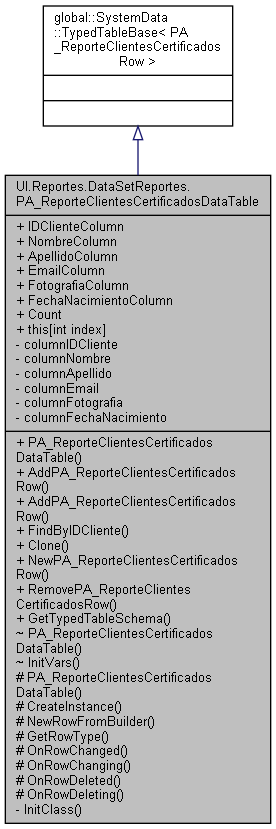 global::SystemData
::TypedTableBase< PA
_ReporteClientesCertificados
Row >
UI.Reportes.DataSetReportes.
PA_ReporteClientesCertificadosDataTable
+ IDClienteColumn
+ NombreColumn
+ ApellidoColumn
+ EmailColumn
+ FotografiaColumn
+ FechaNacimientoColumn
+ Count
+ this[int index]
- columnIDCliente
- columnNombre
- columnApellido
- columnEmail
- columnFotografia
- columnFechaNacimiento
+ PA_ReporteClientesCertificados
DataTable()
+ AddPA_ReporteClientesCertificados
Row()
+ AddPA_ReporteClientesCertificados
Row()
+ FindByIDCliente()
+ Clone()
+ NewPA_ReporteClientesCertificados
Row()
+ RemovePA_ReporteClientes
CertificadosRow()
+ GetTypedTableSchema()
~ PA_ReporteClientesCertificados
DataTable()
~ InitVars()
# PA_ReporteClientesCertificados
DataTable()
# CreateInstance()
# NewRowFromBuilder()
# GetRowType()
# OnRowChanged()
# OnRowChanging()
# OnRowDeleted()
# OnRowDeleting()
- InitClass()